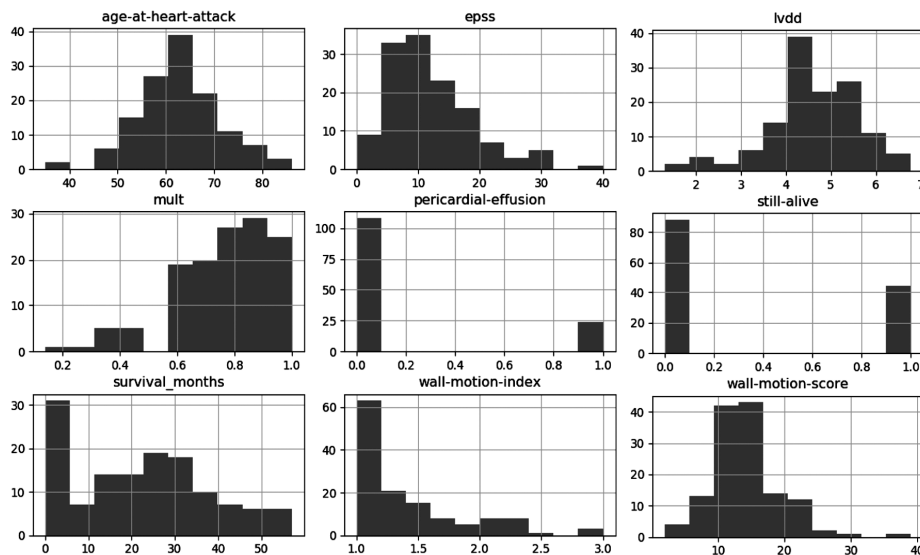 age-at-heart-attack
40
30
20
10
0
40 50 60 70 80
epss
30
20
10
0
0 10 20 30 40
lvdd
40
30
20
10
0
2 3 4 5 6 7
mult
30
20
10
0
0.2 0.4 0.6 0.8 1.0
pericardial-effusion
100
75
50
25
0
0.0 0.2 0.4 0.6 0.8 1.0
still-alive
80
60
40
20
0
0.0 0.2 0.4 0.6 0.8 1.0
survival_months
30
20
10
0
0 10 20 30 40 50
wall-motion-index
60
40
20
0
1.0 1.5 2.0 2.5 3.0
wall-motion-score
40
30
20
10
0
10 20 30 40